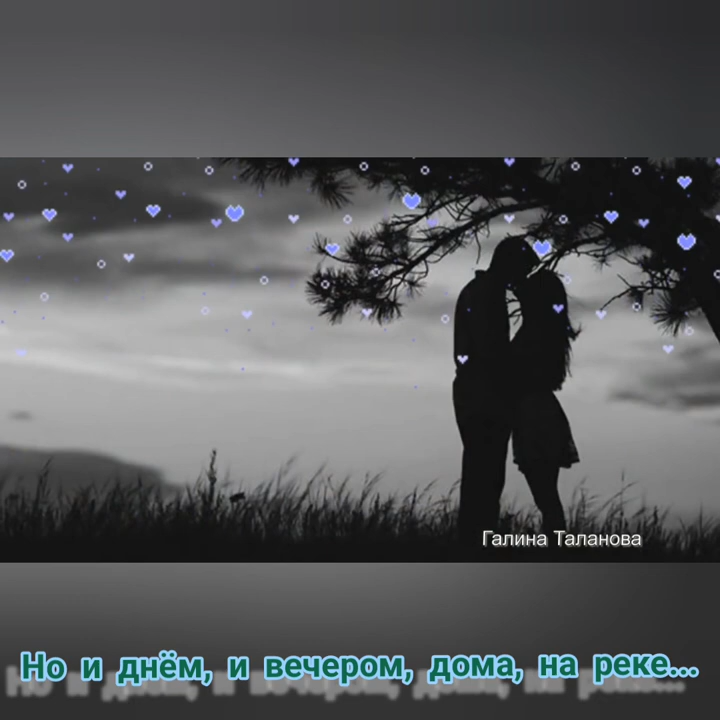 Галина Таланова
Но и днём, и вечером, дома, на реке...